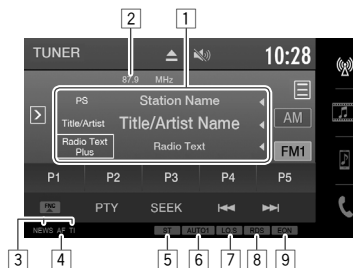 2 1
TUNER 10:28
87.9 MHz
PS Station Name
Title/Artist Title/Artist Name AM
Radio Text Plus Radio Text FM1
P1 P2 P3 P4 P5
FNC PTY SEEK
NEWS AF TI ST AUTO1 LO.S RDS EON
3 4 5 6 7 8 9